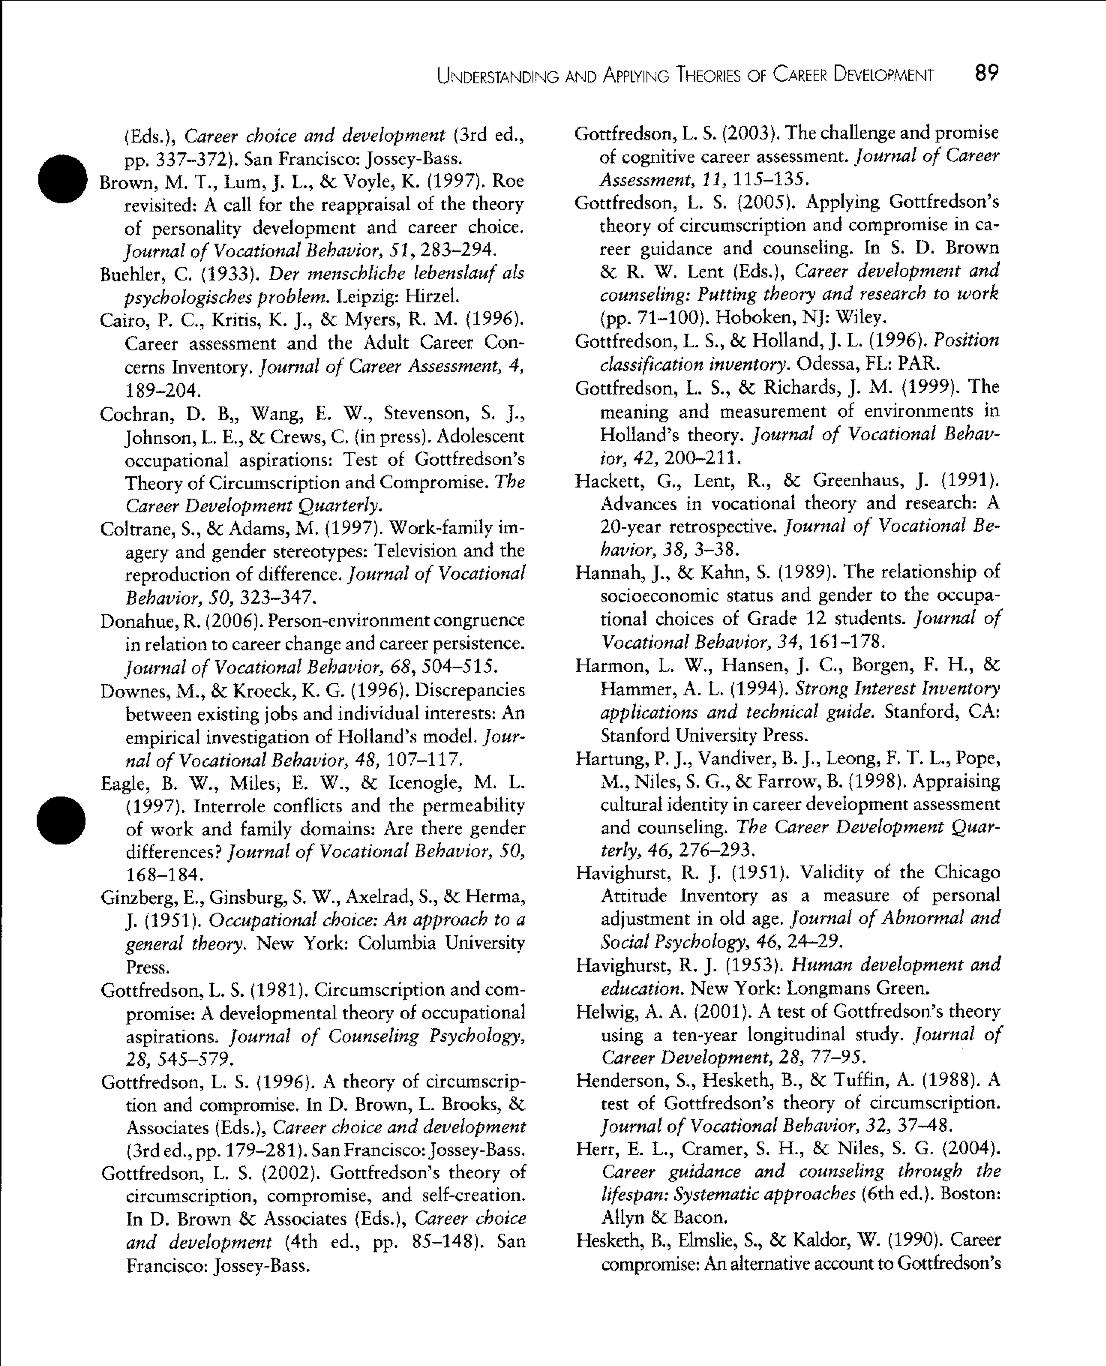 UNDERSTANDING AND APPLYING THEORIES OF CAREER DEVELOPMENT 89
(Eds.), Career choice and development (3rd ed.,
pp. 337–372). San Francisco: Jossey-Bass.
Brown, M. T., Lum, J. L., & Voyle, K. (1997). Roe
revisited: A call for the reappraisal of the theory
of personality development and career choice.
Journal of Vocational Behavior, 51, 283–294.
Buehler, C. (1933). Der menschliche lebenslauf als
psychologisches problem. Leipzig: Hirzel.
Cairo, P. C., Kritis, K. J., & Myers, R. M. (1996).
Career assessment and the Adult Career Con-
cerns Inventory. Journal of Career Assessment, 4,
189–204.
Cochran, D. B,, Wang, E. W., Stevenson, S. J.,
Johnson, L. E., & Crews, C. (in press). Adolescent
occupational aspirations: Test of Gottfredson's
Theory of Circumscription and Compromise. The
Career Development Quarterly.
Coltrane, S., & Adams, M. (1997). Work-family im-
agery and gender stereotypes: Television and the
reproduction of difference. Journal of Vocational
Behavior, 50, 323–347.
Donahue, R. (2006). Person-environment congruence
in relation to career change and career persistence.
Journal of Vocational Behavior, 68, 504–515.
Downes, M., & Kroeck, K. G. (1996). Discrepancies
between existing jobs and individual interests: An
empirical investigation of Holland's model. Jour-
nal of Vocational Behavior, 48, 107–117.
Eagle, B. W., Miles, E. W., & Icenogle, M. L.
(1997). Interrole conflicts and the permeability
of work and family domains: Are there gender
differences? Journal of Vocational Behavior, 50,
168–184.
Ginzberg, E., Ginsburg, S. W., Axelrad, S., & Herma,
J. (1951). Occupational choice: An approach to a
general theory. New York: Columbia University
Press.
Gottfredson, L. S. (1981). Circumscription and com-
promise: A developmental theory of occupational
aspirations. Journal of Counseling Psychology,
28, 545–579.
Gottfredson, L. S. (1996). A theory of circumscrip-
tion and compromise. In D. Brown, L. Brooks, &
Associates (Eds.), Career choice and development
(3rd ed., pp. 179–281). San Francisco: Jossey-Bass.
Gottfredson, L. S. (2002). Gottfredson's theory of
circumscription, compromise, and self-creation.
In D. Brown & Associates (Eds.), Career choice
and development (4th ed., pp. 85–148). San
Francisco: Jossey-Bass.
Gottfredson, L. S. (2003). The challenge and promise
of cognitive career assessment. Journal of Career
Assessment, 11, 115–135.
Gottfredson, L. S. (2005). Applying Gottfredson's
theory of circumscription and compromise in ca-
reer guidance and counseling. In S. D. Brown
& R. W. Lent (Eds.), Career development and
counseling: Putting theory and research to work
(pp. 71–100). Hoboken, NJ: Wiley.
Gottfredson, L. S., & Holland, J. L. (1996). Position
classification inventory. Odessa, FL: PAR.
Gottfredson, L. S., & Richards, J. M. (1999). The
meaning and measurement of environments in
Holland's theory. Journal of Vocational Behav-
ior, 42, 200–211.
Hackett, G., Lent, R., & Greenhaus, J. (1991).
Advances in vocational theory and research: A
20-year retrospective. Journal of Vocational Be-
havior, 38, 3–38.
Hannah, J., & Kahn, S. (1989). The relationship of
socioeconomic status and gender to the occupa-
tional choices of Grade 12 students. Journal of
Vocational Behavior, 34, 161–178.
Harmon, L. W., Hansen, J. C., Borgen, F. H., &
Hammer, A. L. (1994). Strong Interest Inventory
applications and technical guide. Stanford, CA:
Stanford University Press.
Hartung, P. J., Vandiver, B. J., Leong, F. T. L., Pope,
M., Niles, S. G., & Farrow, B. (1998). Appraising
cultural identity in career development assessment
and counseling. The Career Development Quar-
terly, 46, 276–293.
Havighurst, R. J. (1951). Validity of the Chicago
Attitude Inventory as a measure of personal
adjustment in old age. Journal of Abnormal and
Social Psychology, 46, 24–29.
Havighurst, R. J. (1953). Human development and
education. New York: Longmans Green.
Helwig, A. A. (2001). A test of Gottfredson's theory
using a ten-year longitudinal study. Journal of
Career Development, 28, 77–95.
Henderson, S., Hesketh, B., & Tuffin, A. (1988). A
test of Gottfredson's theory of circumscription.
Journal of Vocational Behavior, 32, 37–48.
Herr, E. L., Cramer, S. H., & Niles, S. G. (2004).
Career guidance and counseling through the
lifespan: Systematic approaches (6th ed.). Boston:
Allyn & Bacon.
Hesketh, B., Elmslie, S., & Kaldor, W. (1990). Career
compromise: An alternative account to Gottfredson's